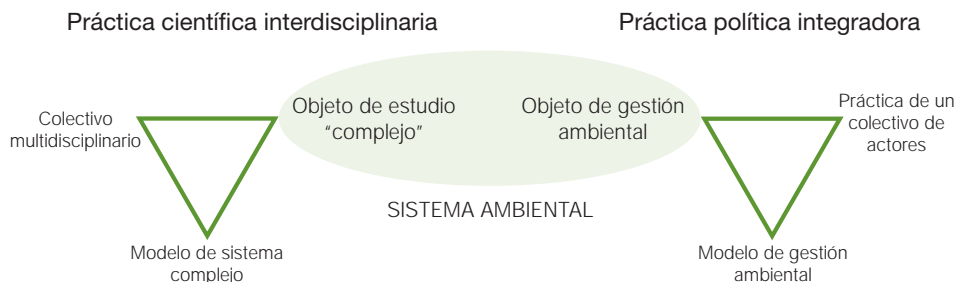 Práctica científica interdisciplinaria
Práctica política integradora
Colectivo
multidisciplinario
Objeto de estudio
“complejo”
Objeto de gestión
ambiental
Práctica de un
colectivo de
actores
SISTEMA AMBIENTAL
Modelo de sistema
complejo
Modelo de gestión
ambiental